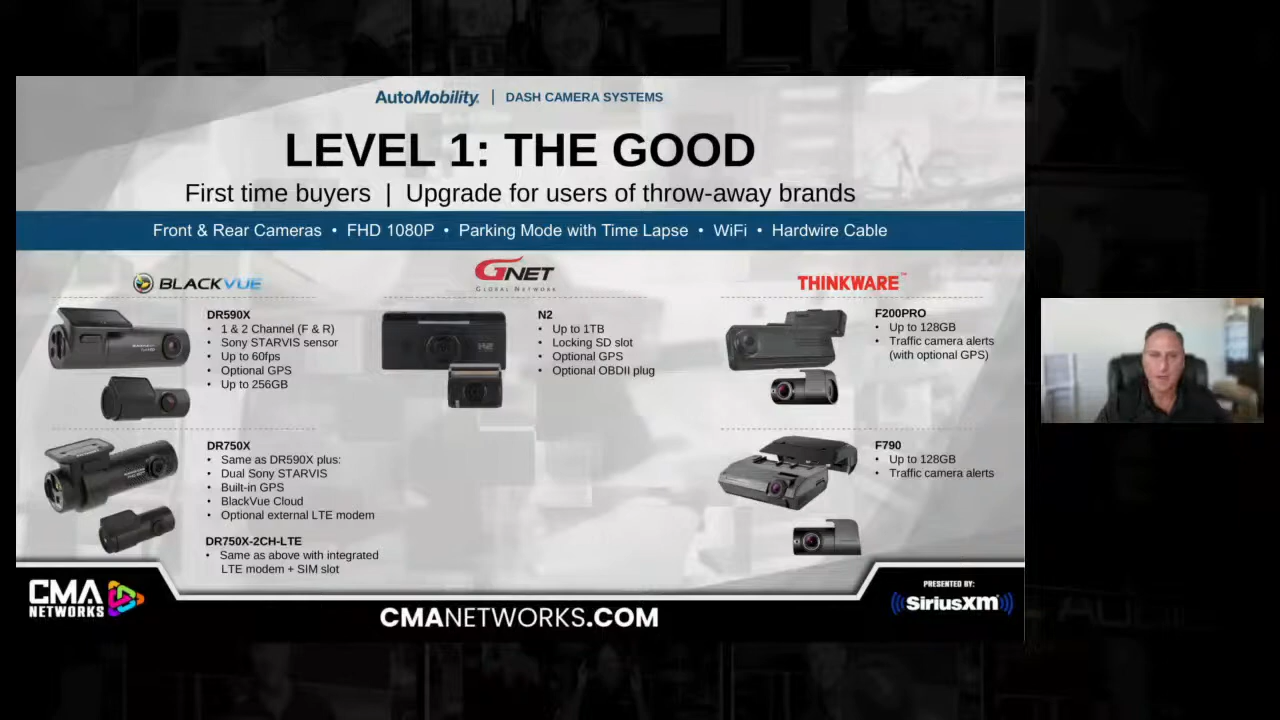 AutoMobility. | DASH CAMERA SYSTEMS
LEVEL 1: THE GOOD
First time buyers | Upgrade for users of throw-away brands
Front & Rear Cameras • FHD 1080P • Parking Mode with Time Lapse • WiFi • Hardwire Cable
BLACKVUE
DR590X
• 1 & 2 Channel (F & R)
• Sony STARVIS sensor
• Up to 60fps
• Optional GPS
• Up to 256GB
DR750X
• Same as DR590X plus:
• Dual Sony STARVIS
• Built-in GPS
• BlackVue Cloud
• Optional external LTE modem
DR750X-2CH-LTE
• Same as above with integrated
LTE modem + SIM slot
GNET
GLOBAL NETWORK
N2
• Up to 1TB
• Locking SD slot
• Optional GPS
• Optional OBDII plug
THINKWARE™
F200PRO
• Up to 128GB
• Traffic camera alerts
(with optional GPS)
F790
• Up to 128GB
• Traffic camera alerts
CMA
NETWORKS
CMANETWORKS.COM
PRESENTED BY:
SiriusXM